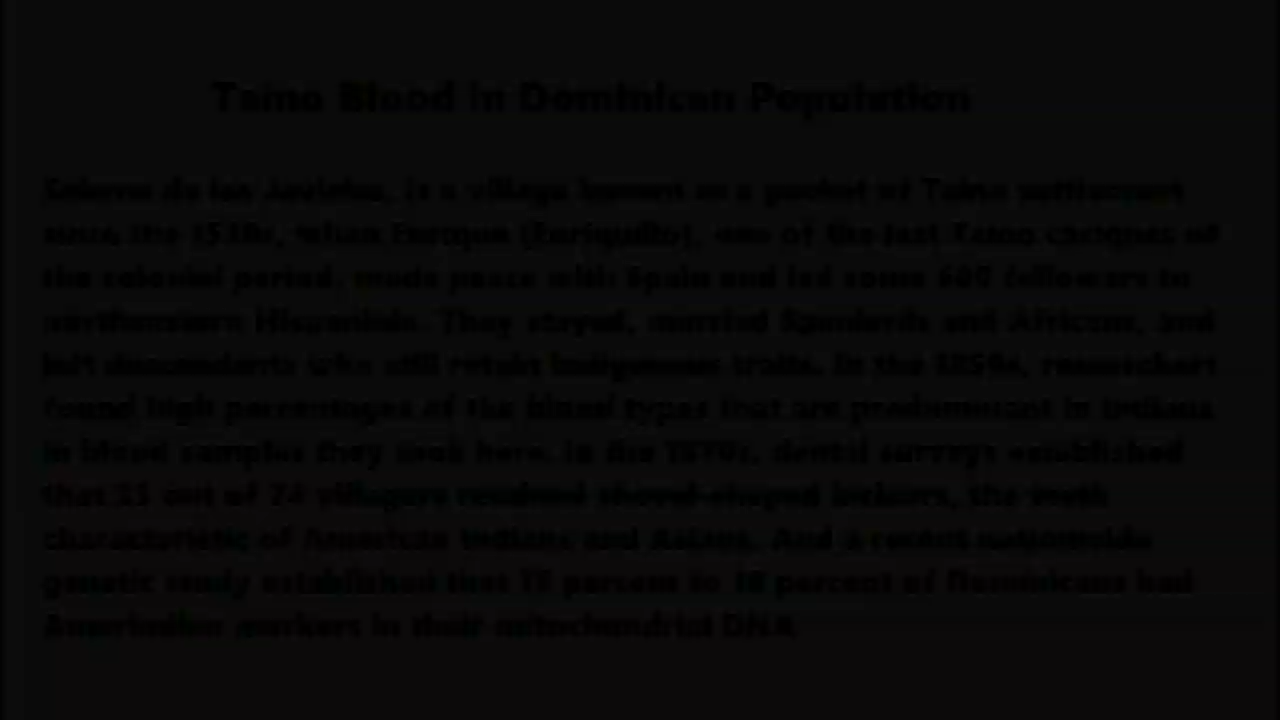 Taino Blood in Dominican Population
Sabana de los Javieles, is a village known as a pocket of Taino settlement
since the 1530s, when Enrique (Enriquillo), one of the last Taino caciques of
the colonial period, made peace with Spain and led some 600 followers to
northeastern Hispaniola. They stayed, married Spaniards and Africans, and
left descendants who still retain indigenous traits. In the 1950s, researchers
found high percentages of the blood types that are predominant in Indians
in blood samples they took here. In the 1970s, dental surveys established
that 33 out of 74 villagers retained shovel-shaped incisors, the teeth
characteristic of American Indians and Asians. And a recent nationwide
genetic study established that 15 percent to 18 percent of Dominicans had
Amerindian markers in their mitochondrial DNA